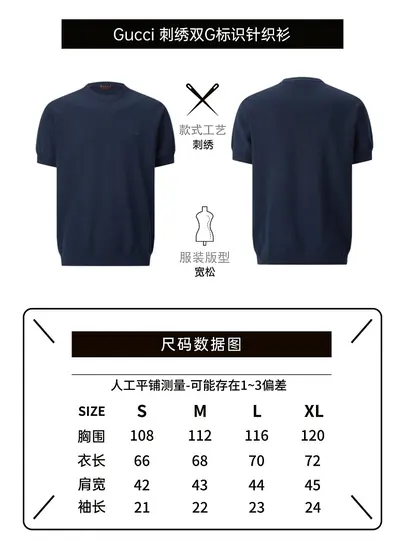 Gucci 刺绣双G标识针织衫
款式工艺
刺绣
服装版型
宽松
尺码数据图
人工平铺测量-可能存在1~3偏差
SIZE S M L XL
胸围 108 112 116 120
衣长 66 68 70 72
肩宽 42 43 44 45
袖长 21 22 23 24